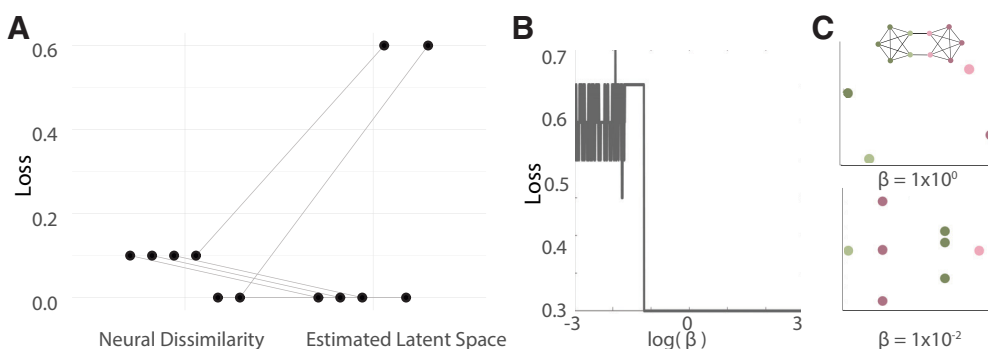 A
0.6
0.4
0.2
0.0
Loss
Neural Dissimilarity
Estimated Latent Space
B
0.7
0.6
0.5
0.4
0.3
Loss
-3
0
3
log(β)
C
β = 1x10⁰
β = 1x10⁻²